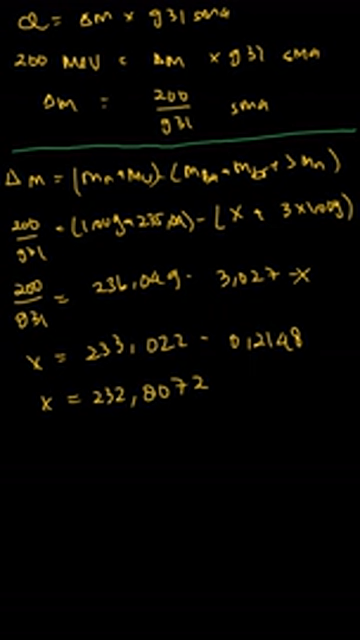 Q = Δm × 931 sma
200 MeV = Δm × 931 sma
Δm = 200/931 sma
Δm = (mn + mu) - (mBa + mkr + 3mn)
200/931 = (1,009 + 235,04) - (x + 3×1,009)
200/931 = 236,049 - 3,027 - x
x = 233,022 - 0,2148
x = 232,8072